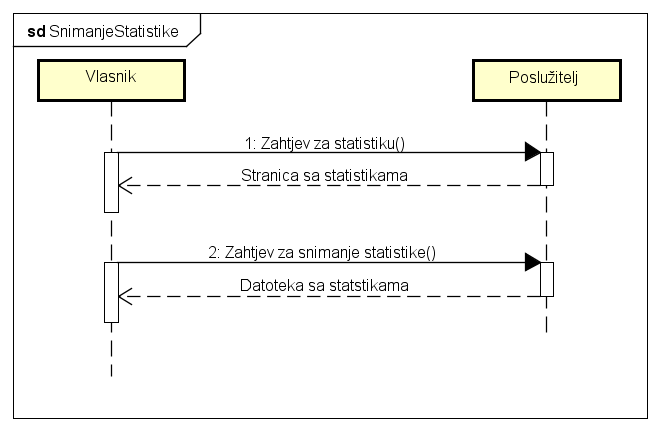 sd SnimanjeStatistike
Vlasnik
Poslužitelj
1: Zahtjev za statistiku()
Stranica sa statistikama
2: Zahtjev za snimanje statistike()
Datoteka sa statstikama